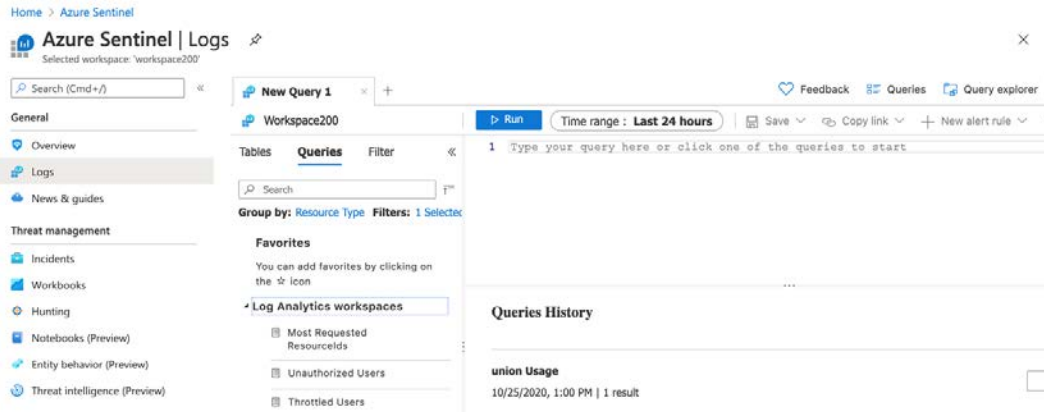 Home > Azure Sentinel
Azure Sentinel | Logs
Selected workspace: 'workspace200'
Search (Cmd+/)
«
General
Overview
Logs
News & guides
Threat management
Incidents
Workbooks
Hunting
Notebooks (Preview)
Entity behavior (Preview)
Threat intelligence (Preview)
New Query 1
Feedback
Queries
Query explorer
Workspace200
Run
Time range : Last 24 hours
Save
Copy link
New alert rule
Tables
Queries
Filter
«
Search
Group by: Resource Type Filters: 1 Selected
Favorites
You can add favorites by clicking on
the ☆ icon
Log Analytics workspaces
Most Requested
ResourceIds
Unauthorized Users
Throttled Users
1 Type your query here or click one of the queries to start
...
Queries History
union Usage
10/25/2020, 1:00 PM | 1 result